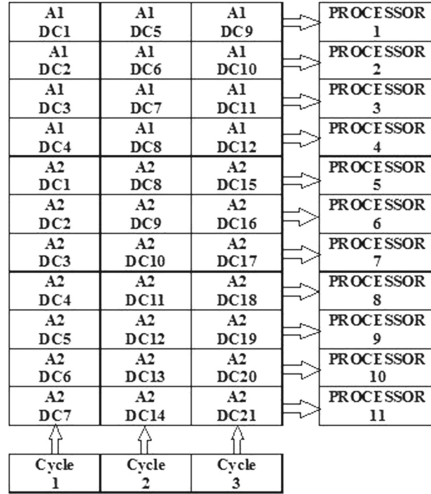 A1 A1 A1 PROCESSOR
DC1 DC5 DC9 1
A1 A1 A1 PROCESSOR
DC2 DC6 DC10 2
A1 A1 A1 PROCESSOR
DC3 DC7 DC11 3
A1 A1 A1 PROCESSOR
DC4 DC8 DC12 4
A2 A2 A2 PROCESSOR
DC1 DC8 DC15 5
A2 A2 A2 PROCESSOR
DC2 DC9 DC16 6
A2 A2 A2 PROCESSOR
DC3 DC10 DC17 7
A2 A2 A2 PROCESSOR
DC4 DC11 DC18 8
A2 A2 A2 PROCESSOR
DC5 DC12 DC19 9
A2 A2 A2 PROCESSOR
DC6 DC13 DC20 10
A2 A2 A2 PROCESSOR
DC7 DC14 DC21 11
Cycle Cycle Cycle
1 2 3